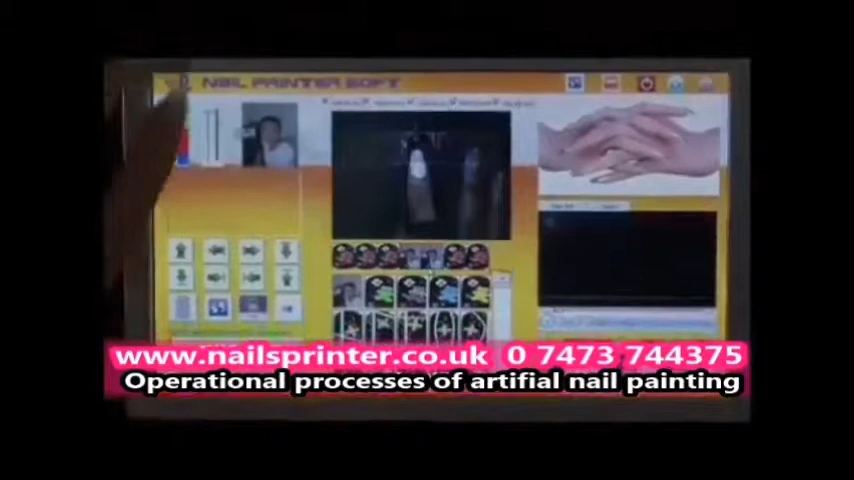 NAIL PRINTER SOFT
www.nailsprinter.co.uk 0 7473 744375
Operational processes of artifial nail painting